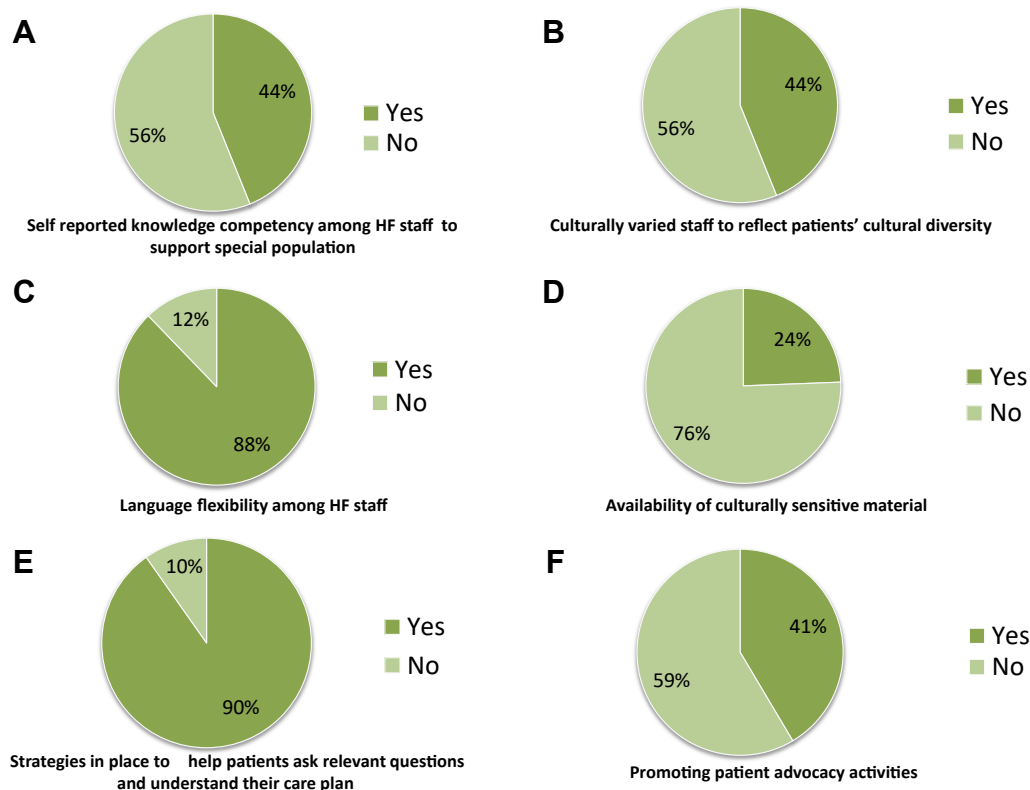 A
44%
56%
Yes
No
Self reported knowledge competency among HF staff to
support special population
B
44%
56%
Yes
No
Culturally varied staff to reflect patients’ cultural diversity
C
12%
88%
Yes
No
Language flexibility among HF staff
D
24%
76%
Yes
No
Availability of culturally sensitive material
E
10%
90%
Yes
No
Strategies in place to help patients ask relevant questions
and understand their care plan
F
41%
59%
Yes
No
Promoting patient advocacy activities